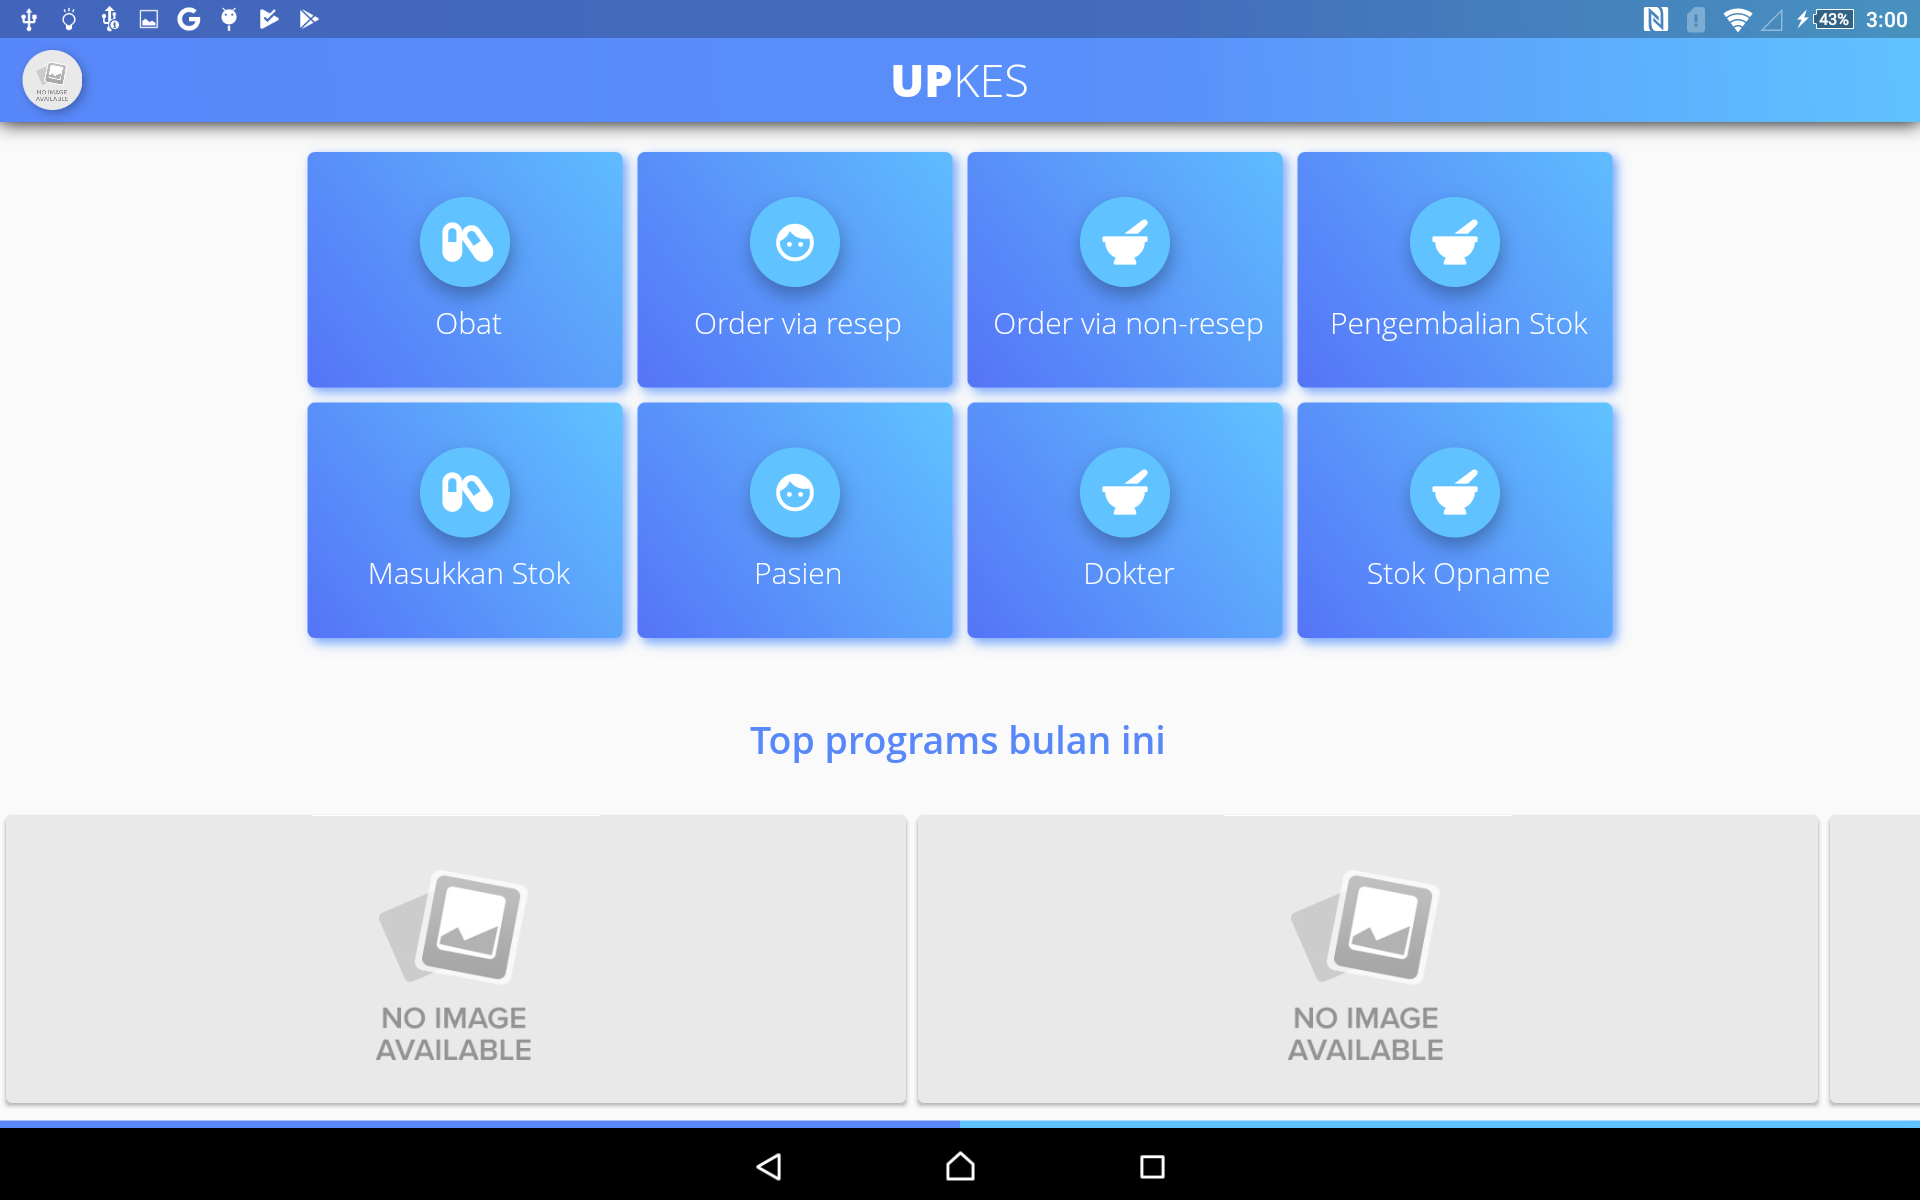 43% 3:00
NO IMAGE
AVAILABLE
UPKES
Obat
Order via resep
Order via non-resep
Pengembalian Stok
Masukkan Stok
Pasien
Dokter
Stok Opname
Top programs bulan ini
NO IMAGE
AVAILABLE
NO IMAGE
AVAILABLE